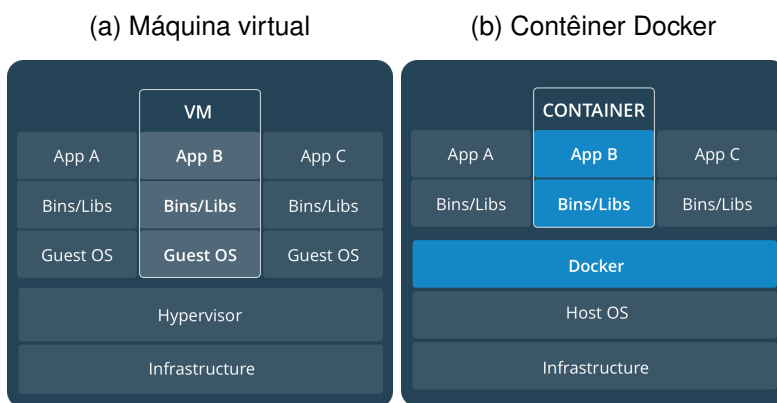 (a) Máquina virtual
VM
App A App B App C
Bins/Libs Bins/Libs Bins/Libs
Guest OS Guest OS Guest OS
Hypervisor
Infrastructure
(b) Contêiner Docker
CONTAINER
App A App B App C
Bins/Libs Bins/Libs Bins/Libs
Docker
Host OS
Infrastructure